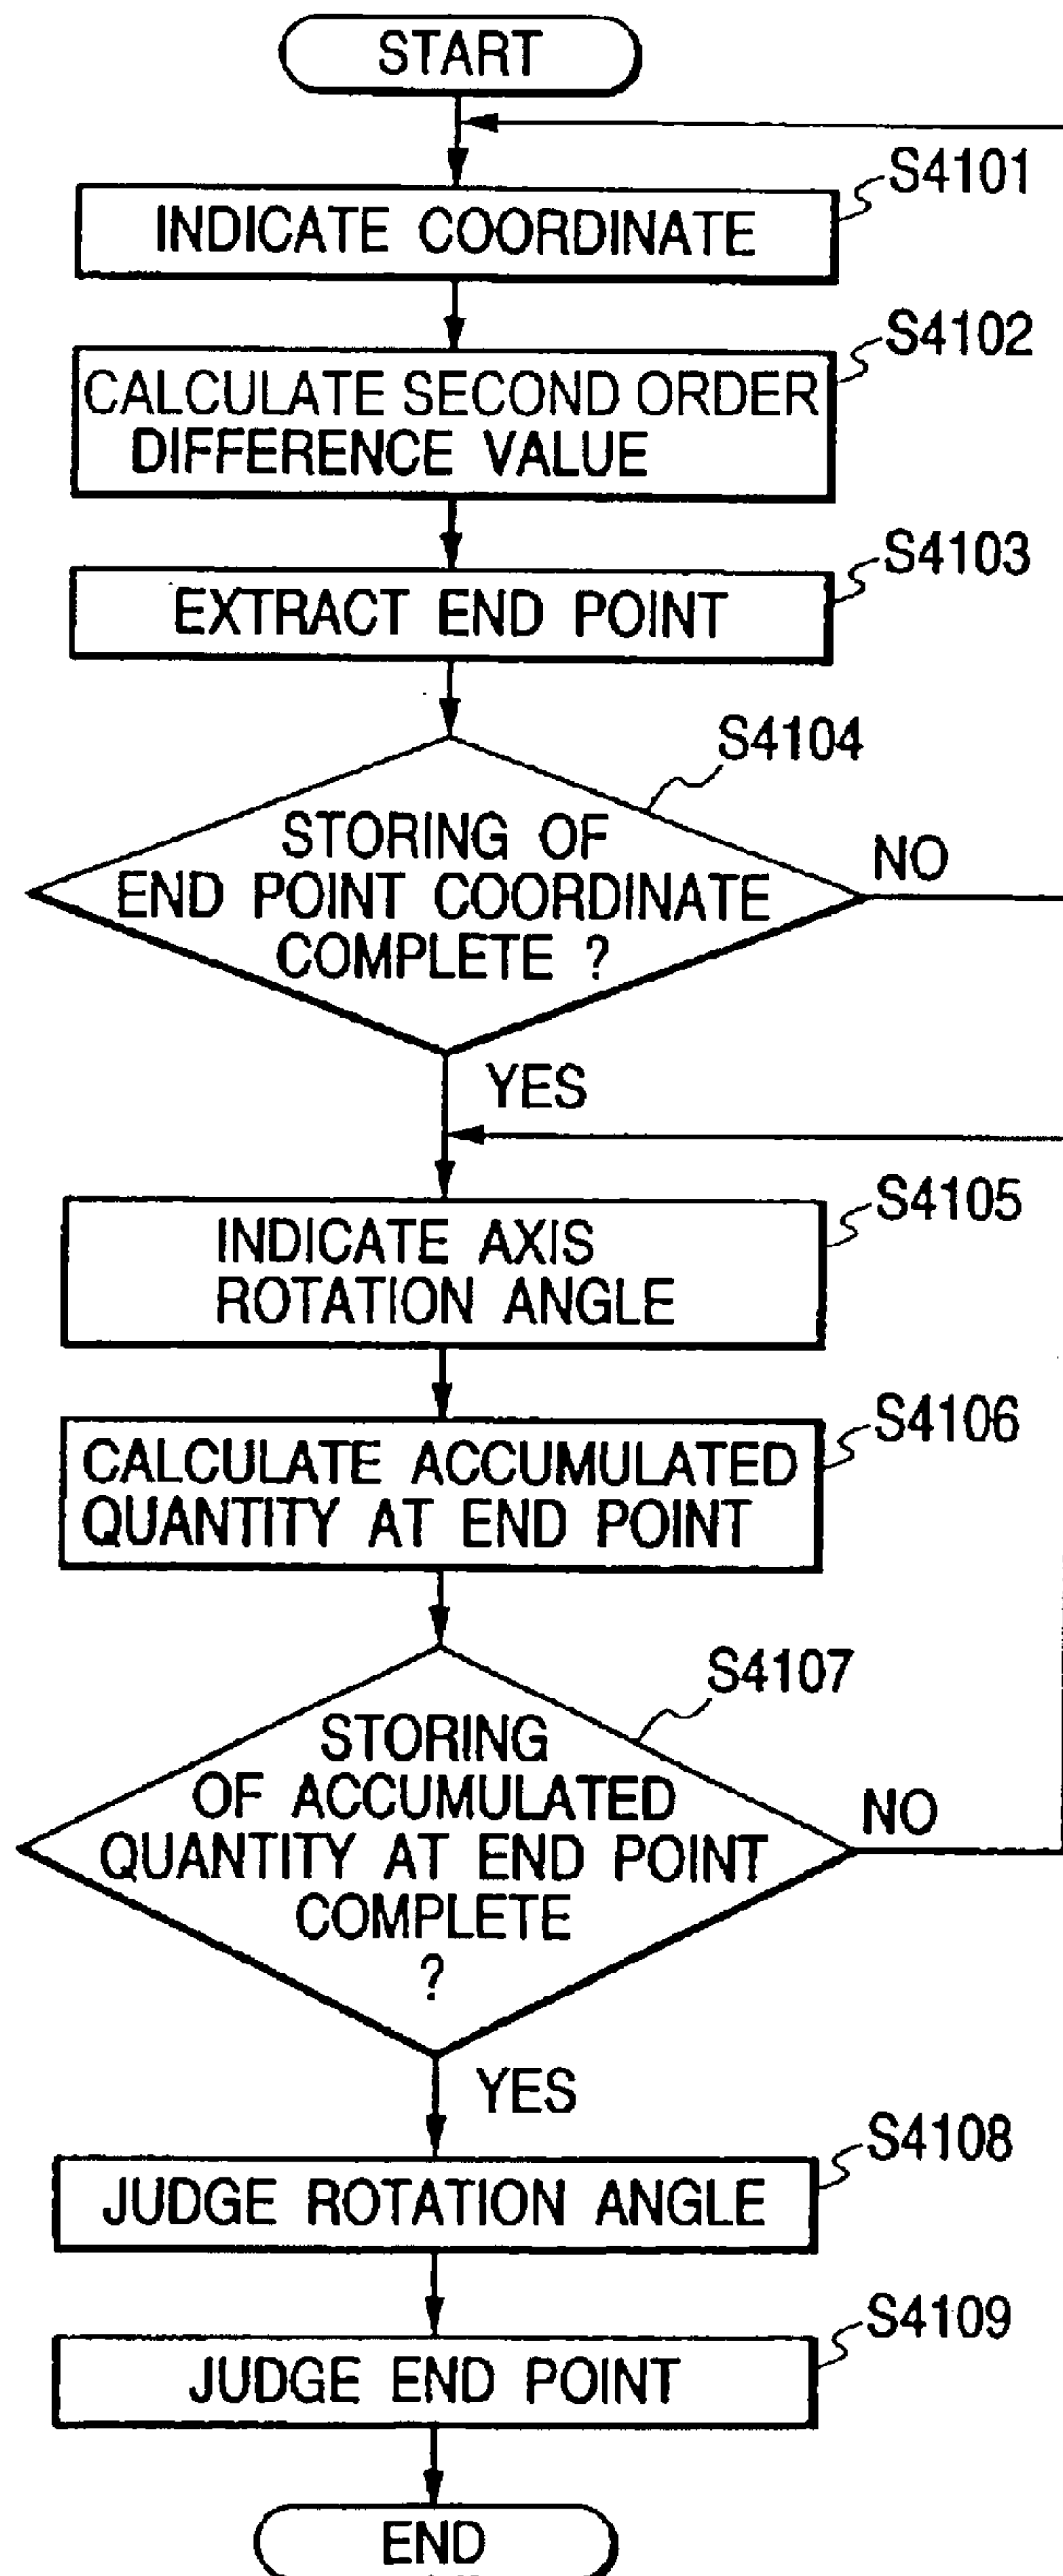 START
S4101
INDICATE COORDINATE
S4102
CALCULATE SECOND ORDER
DIFFERENCE VALUE
S4103
EXTRACT END POINT
S4104
STORING OF
END POINT COORDINATE
COMPLETE ?
NO
YES
S4105
INDICATE AXIS
ROTATION ANGLE
S4106
CALCULATE ACCUMULATED
QUANTITY AT END POINT
S4107
STORING
OF ACCUMULATED
QUANTITY AT END POINT
COMPLETE
?
NO
YES
S4108
JUDGE ROTATION ANGLE
S4109
JUDGE END POINT
END